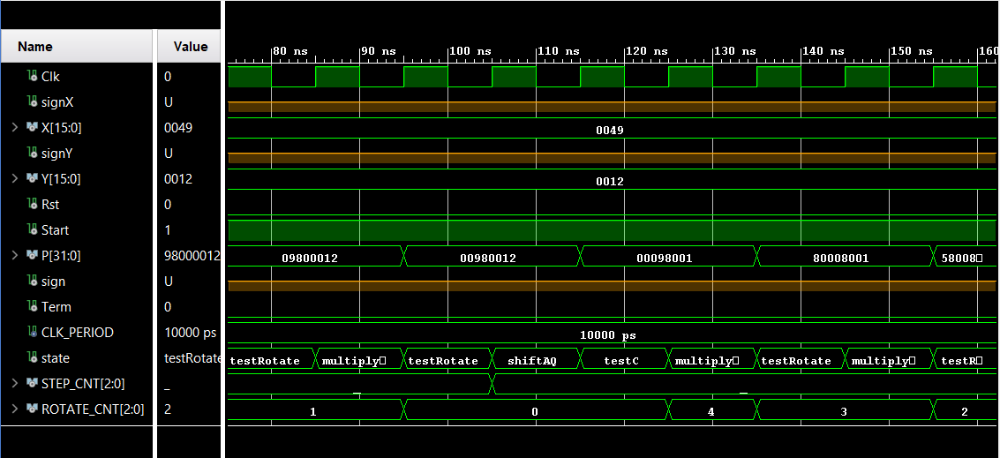 Name Value
80 ns 90 ns 100 ns 110 ns 120 ns 130 ns 140 ns 150 ns 160
Clk 0
signX U
X[15:0] 0049 0049
signY U
Y[15:0] 0012 0012
Rst 0
Start 1
P[31:0] 98000012 09800012 00980012 00098001 80008001 58008□
sign U
Term 0
CLK_PERIOD 10000 ps 10000 ps
state testRotate testRotate multiply□ testRotate shiftAQ testC multiply□ testRotate multiply□ testR□
STEP_CNT[2:0] _ _ _
ROTATE_CNT[2:0] 2 1 0 4 3 2